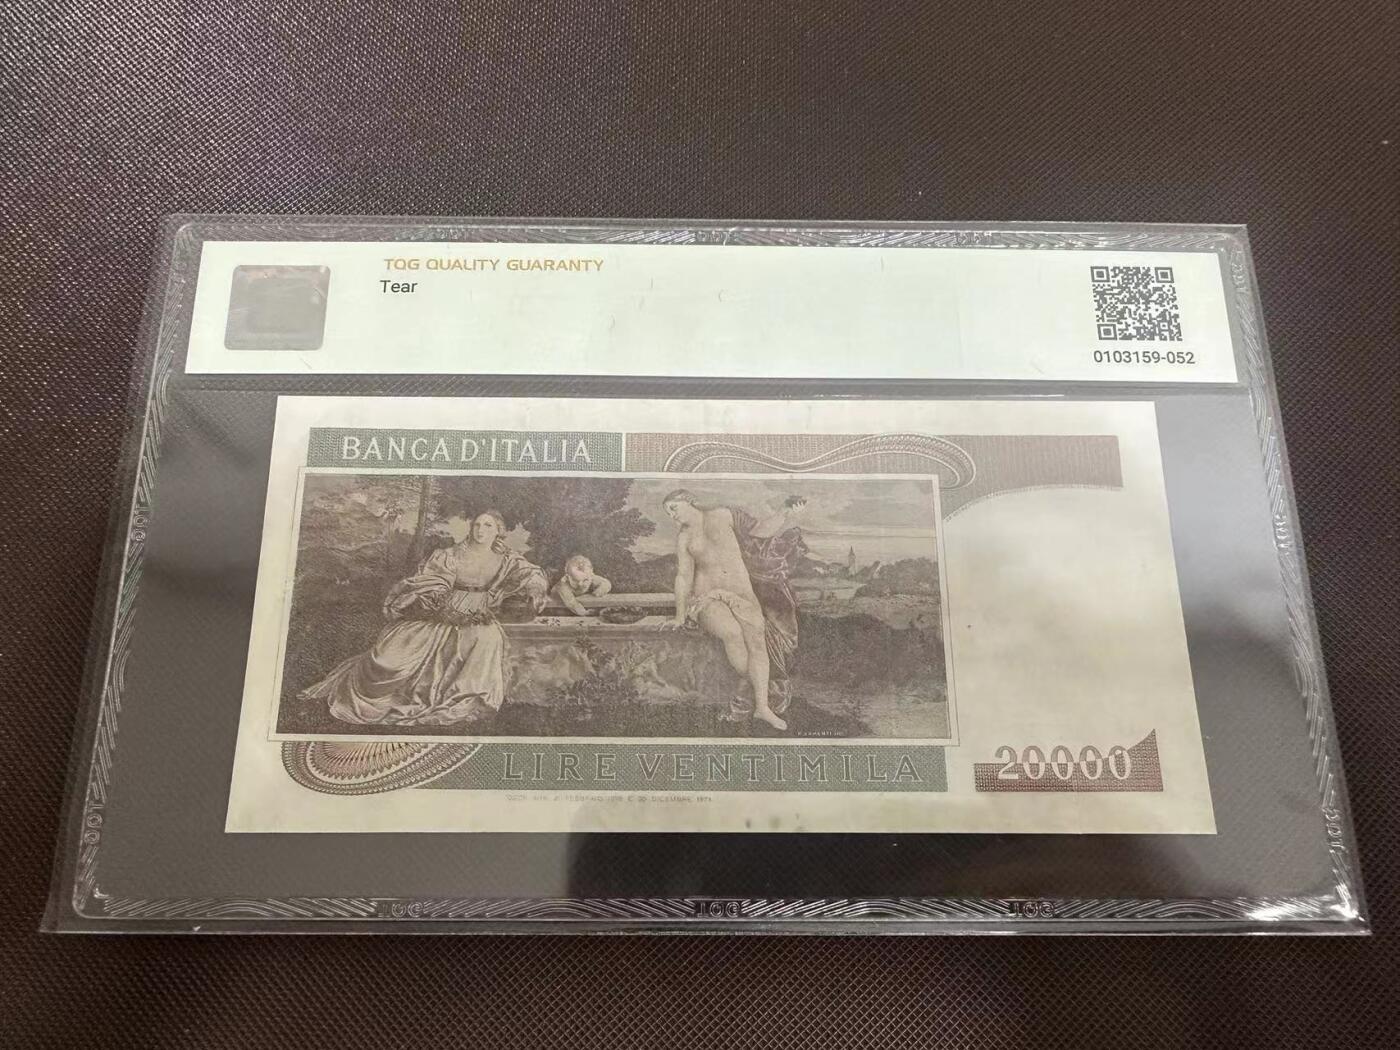 TQG QUALITY GUARANTY
Tear
0103159-052
BANCA D'ITALIA
LIRE VENTIMILA
20000